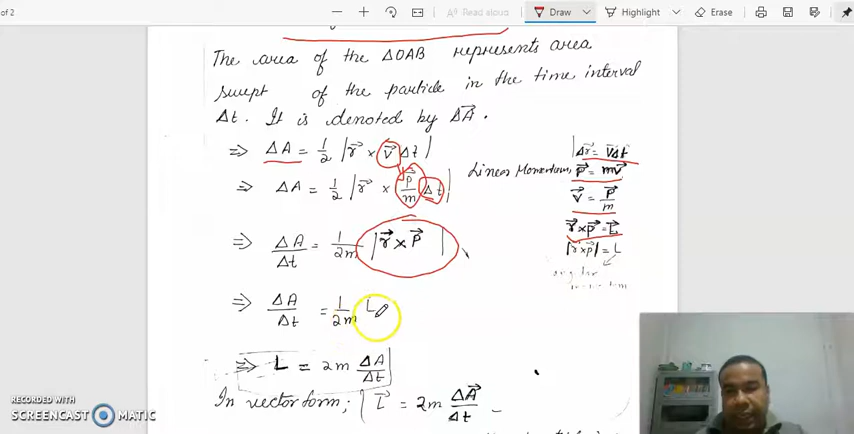 of 2
Read aloud
Draw
Highlight
Erase
The area of the ΔOAB represents area
swept of the particle in the time interval
Δt. It is denoted by ΔA⃗.
⇒ ΔA = 1/2 |r⃗ × v⃗ Δt|
⇒ ΔA = 1/2 |r⃗ × p⃗/m Δt|
⇒ ΔA/Δt = 1/2m |r⃗ × p⃗|
⇒ ΔA/Δt = 1/2m L
⇒ L = 2m ΔA/Δt
In vector form; L⃗ = 2m ΔA⃗/Δt
Linear Momentum,
Δr⃗ = v⃗Δt
p⃗ = mv⃗
v⃗ = p⃗/m
r⃗ × p⃗ = L⃗
|r⃗ × p⃗| = L
angular
momentum
RECORDED WITH
SCREENCAST MATIC